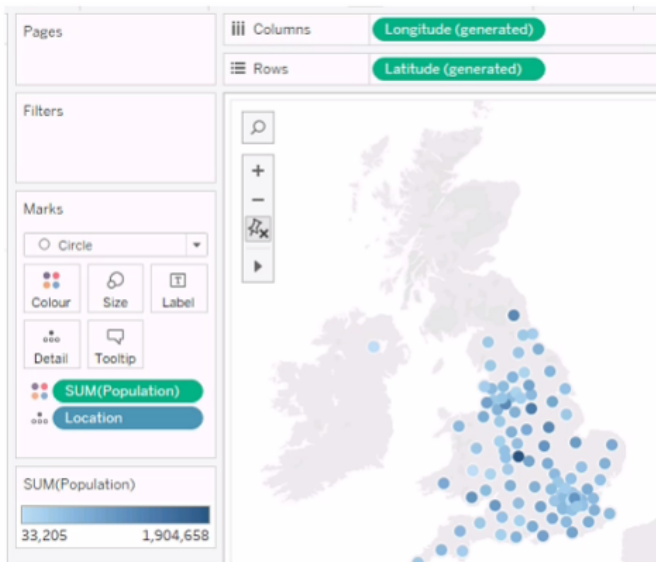 Pages
Columns
Longitude (generated)
Rows
Latitude (generated)
Filters
Marks
Circle
Colour
Size
T
Label
Detail
Tooltip
SUM(Population)
Location
SUM(Population)
33,205
1,904,658